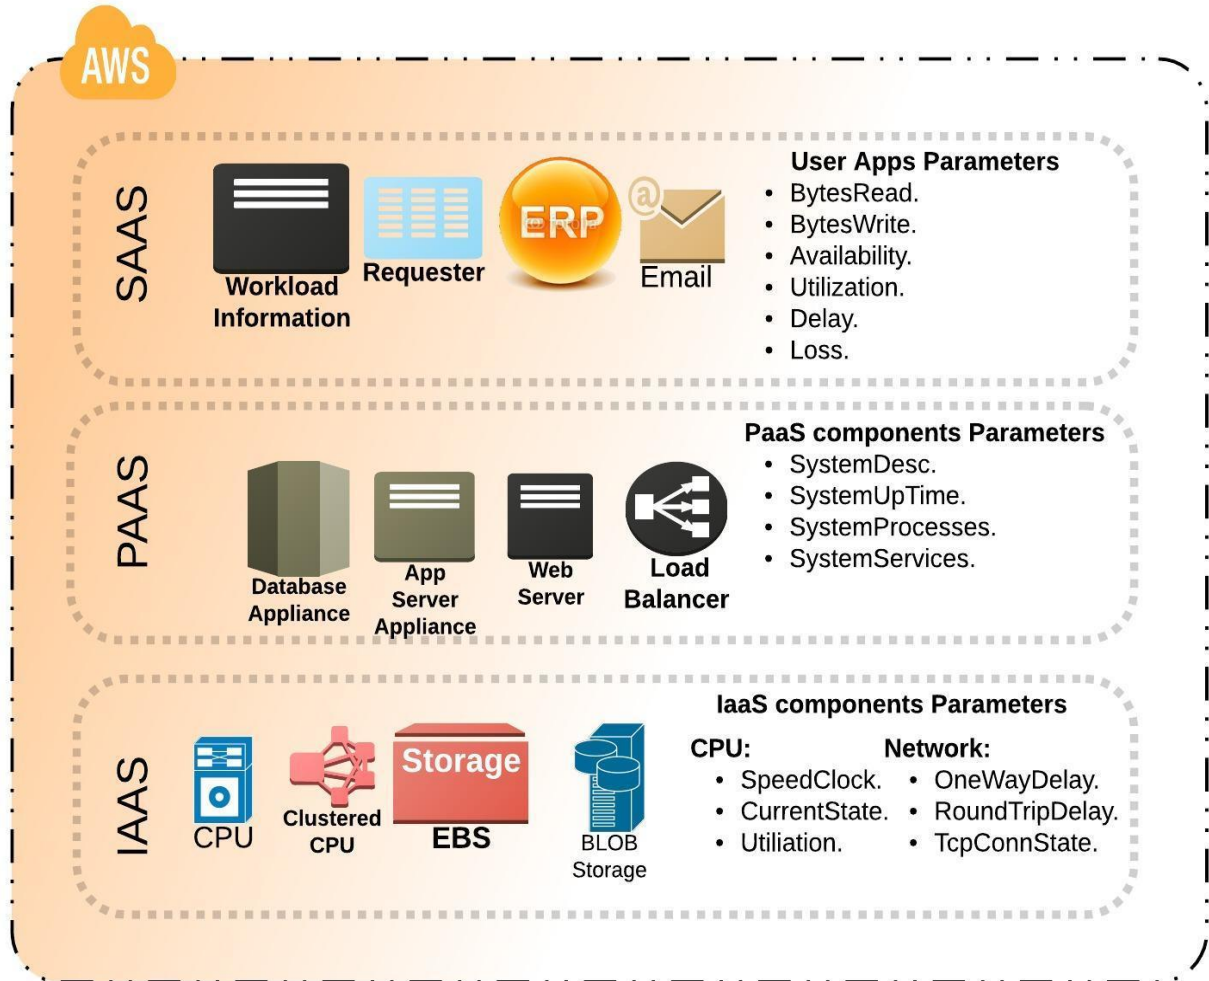 AWS
SAAS
Workload
Information
Requester
ERP
@
Email
User Apps Parameters
• BytesRead.
• BytesWrite.
• Availability.
• Utilization.
• Delay.
• Loss.
PAAS
Database
Appliance
App
Server
Appliance
Web
Server
Load
Balancer
PaaS components Parameters
• SystemDesc.
• SystemUpTime.
• SystemProcesses.
• SystemServices.
IAAS
CPU
Clustered
CPU
Storage
EBS
BLOB
Storage
IaaS components Parameters
CPU:
• SpeedClock.
• CurrentState.
• Utiliation.
Network:
• OneWayDelay.
• RoundTripDelay.
• TcpConnState.